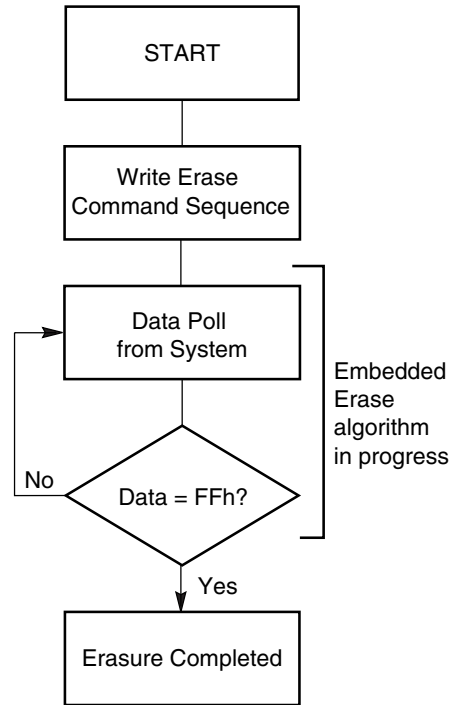 START
Write Erase
Command Sequence
Data Poll
from System
Embedded
Erase
algorithm
in progress
No
Data = FFh?
Yes
Erasure Completed